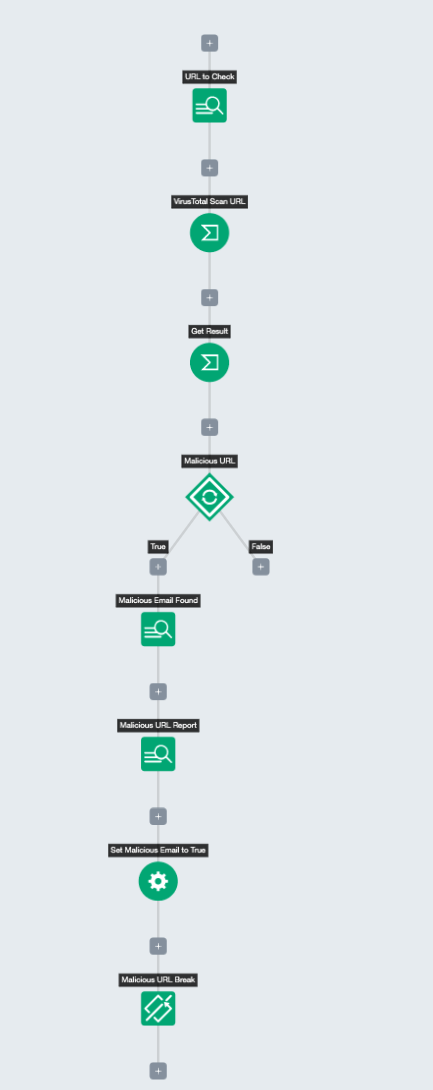 URL to Check
VirusTotal Scan URL
Get Result
Malicious URL
True
False
Malicious Email Found
Malicious URL Report
Set Malicious Email to True
Malicious URL Break